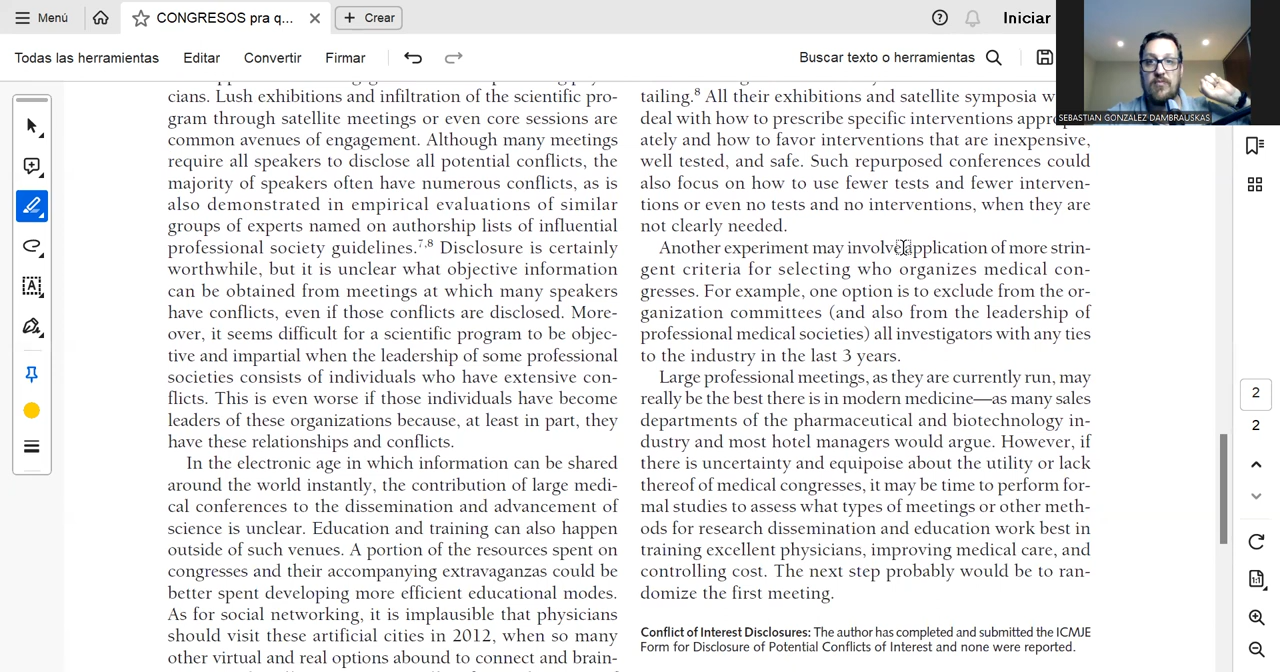 Menú
CONGRESOS pra q...
Crear
Iniciar
Todas las herramientas
Editar
Convertir
Firmar
Buscar texto o herramientas
SEBASTIAN GONZALEZ DAMBRAUSKAS
cians. Lush exhibitions and infiltration of the scientific pro-
gram through satellite meetings or even core sessions are
common avenues of engagement. Although many meetings
require all speakers to disclose all potential conflicts, the
majority of speakers often have numerous conflicts, as is
also demonstrated in empirical evaluations of similar
groups of experts named on authorship lists of influential
professional society guidelines.7,8 Disclosure is certainly
worthwhile, but it is unclear what objective information
can be obtained from meetings at which many speakers
have conflicts, even if those conflicts are disclosed. More-
over, it seems difficult for a scientific program to be objec-
tive and impartial when the leadership of some professional
societies consists of individuals who have extensive con-
flicts. This is even worse if those individuals have become
leaders of these organizations because, at least in part, they
have these relationships and conflicts.
In the electronic age in which information can be shared
around the world instantly, the contribution of large medi-
cal conferences to the dissemination and advancement of
science is unclear. Education and training can also happen
outside of such venues. A portion of the resources spent on
congresses and their accompanying extravaganzas could be
better spent developing more efficient educational modes.
As for social networking, it is implausible that physicians
should visit these artificial cities in 2012, when so many
other virtual and real options abound to connect and brain-
tailing.8 All their exhibitions and satellite symposia w
deal with how to prescribe specific interventions approp
ately and how to favor interventions that are inexpensive,
well tested, and safe. Such repurposed conferences could
also focus on how to use fewer tests and fewer interven-
tions or even no tests and no interventions, when they are
not clearly needed.
Another experiment may involve application of more strin-
gent criteria for selecting who organizes medical con-
gresses. For example, one option is to exclude from the or-
ganization committees (and also from the leadership of
professional medical societies) all investigators with any ties
to the industry in the last 3 years.
Large professional meetings, as they are currently run, may
really be the best there is in modern medicine—as many sales
departments of the pharmaceutical and biotechnology in-
dustry and most hotel managers would argue. However, if
there is uncertainty and equipoise about the utility or lack
thereof of medical congresses, it may be time to perform for-
mal studies to assess what types of meetings or other meth-
ods for research dissemination and education work best in
training excellent physicians, improving medical care, and
controlling cost. The next step probably would be to ran-
domize the first meeting.
Conflict of Interest Disclosures: The author has completed and submitted the ICMJE
Form for Disclosure of Potential Conflicts of Interest and none were reported.
2
2
1:1